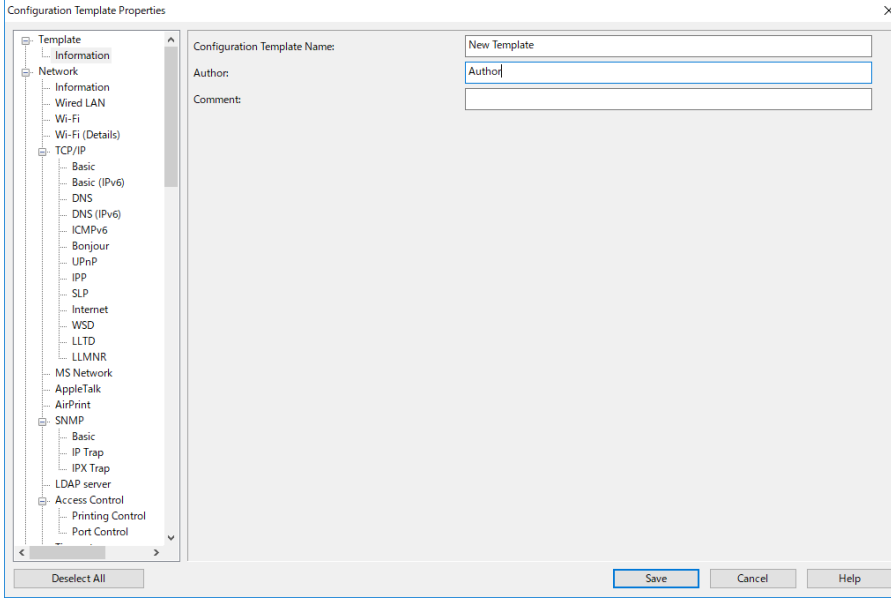 Configuration Template Properties
Template
Information
Network
Information
Wired LAN
Wi-Fi
Wi-Fi (Details)
TCP/IP
Basic
Basic (IPv6)
DNS
DNS (IPv6)
ICMPv6
Bonjour
UPnP
IPP
SLP
Internet
WSD
LLTD
LLMNR
MS Network
AppleTalk
AirPrint
SNMP
Basic
IP Trap
IPX Trap
LDAP server
Access Control
Printing Control
Port Control
Configuration Template Name: New Template
Author: Author
Comment:
Deselect All Save Cancel Help